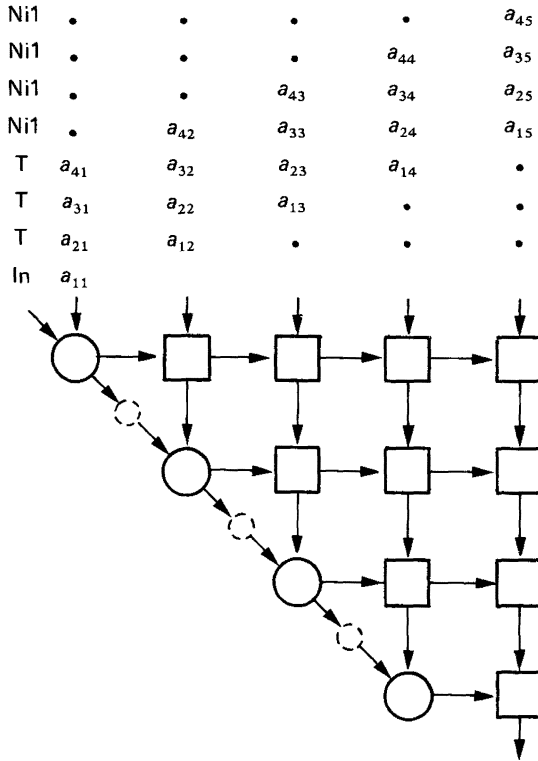 Ni1 • • • • a₄₅
Ni1 • • • a₄₄ a₃₅
Ni1 • • a₄₃ a₃₄ a₂₅
Ni1 • a₄₂ a₃₃ a₂₄ a₁₅
T a₄₁ a₃₂ a₂₃ a₁₄ •
T a₃₁ a₂₂ a₁₃ • •
T a₂₁ a₁₂ • • •
In a₁₁